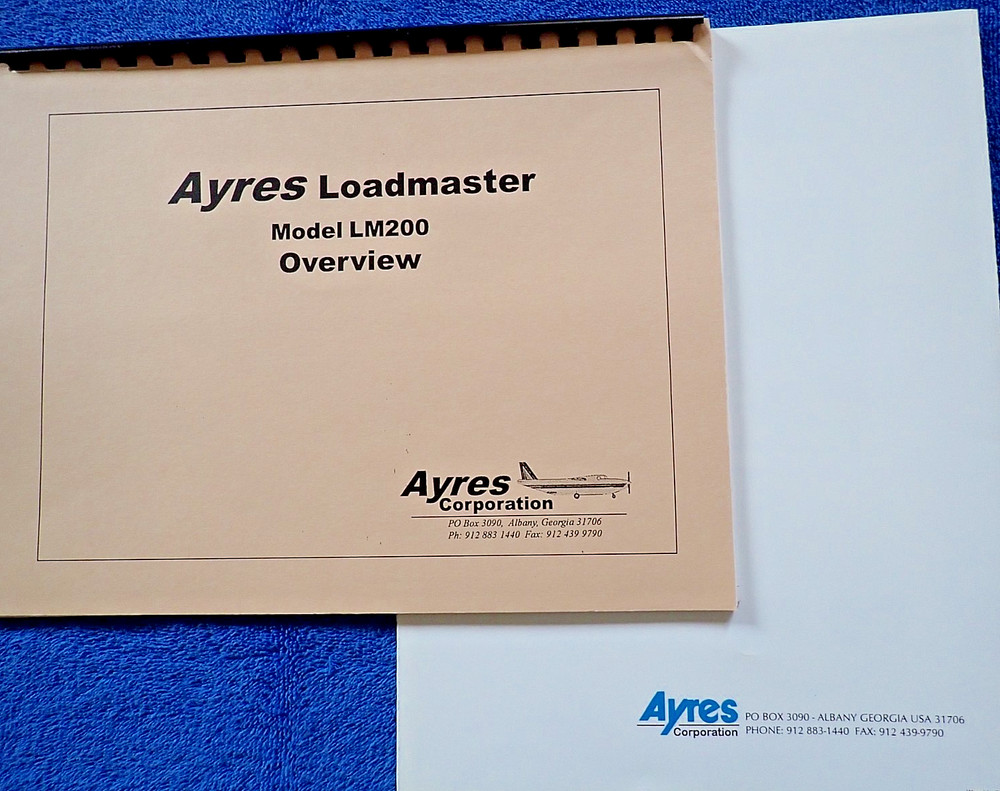 Ayres Loadmaster
Model LM200
Overview
Ayres
Corporation
PO Box 3090, Albany, Georgia 31706
Ph: 912 883 1440 Fax: 912 439 9790
Ayres
Corporation
PO BOX 3090 - ALBANY GEORGIA USA 31706
PHONE: 912 883-1440 FAX: 912 439-9790